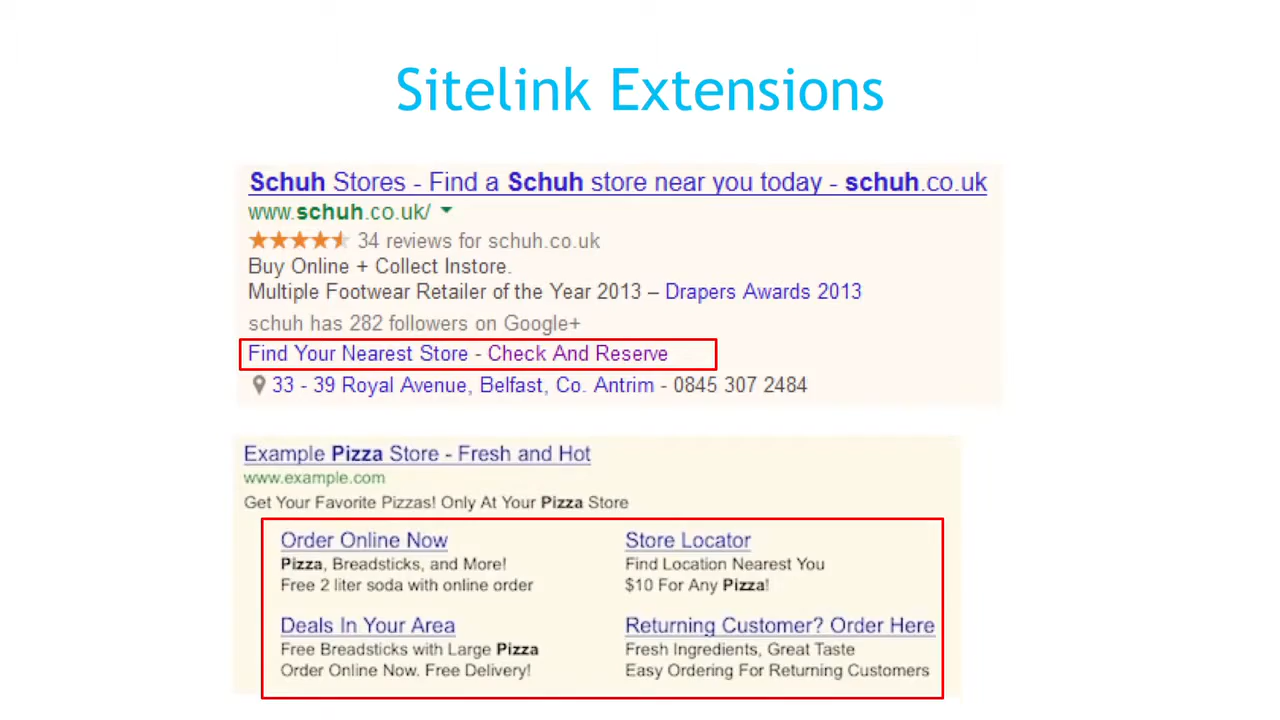 Sitelink Extensions
Schuh Stores - Find a Schuh store near you today - schuh.co.uk
www.schuh.co.uk/
34 reviews for schuh.co.uk
Buy Online + Collect Instore.
Multiple Footwear Retailer of the Year 2013 – Drapers Awards 2013
schuh has 282 followers on Google+
Find Your Nearest Store - Check And Reserve
33 - 39 Royal Avenue, Belfast, Co. Antrim - 0845 307 2484
Example Pizza Store - Fresh and Hot
www.example.com
Get Your Favorite Pizzas! Only At Your Pizza Store
Order Online Now
Pizza, Breadsticks, and More!
Free 2 liter soda with online order
Store Locator
Find Location Nearest You
$10 For Any Pizza!
Deals In Your Area
Free Breadsticks with Large Pizza
Order Online Now. Free Delivery!
Returning Customer? Order Here
Fresh Ingredients, Great Taste
Easy Ordering For Returning Customers